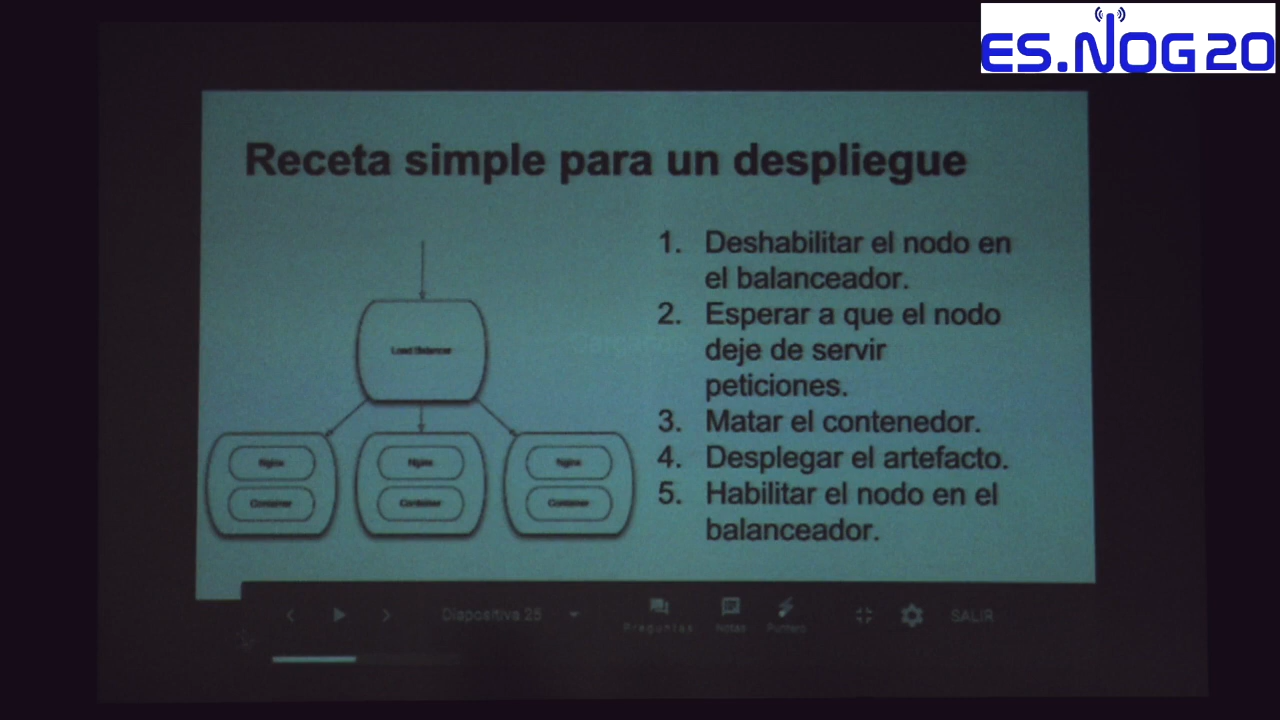 ES.NOG20
Receta simple para un despliegue
Load Balancer
Nginx
Nginx
Nginx
Container
Container
Container
1. Deshabilitar el nodo en
el balanceador.
2. Esperar a que el nodo
deje de servir
peticiones.
3. Matar el contenedor.
4. Desplegar el artefacto.
5. Habilitar el nodo en el
balanceador.
Diapositiva 25
Preguntas
Notas
Puntero
SALIR